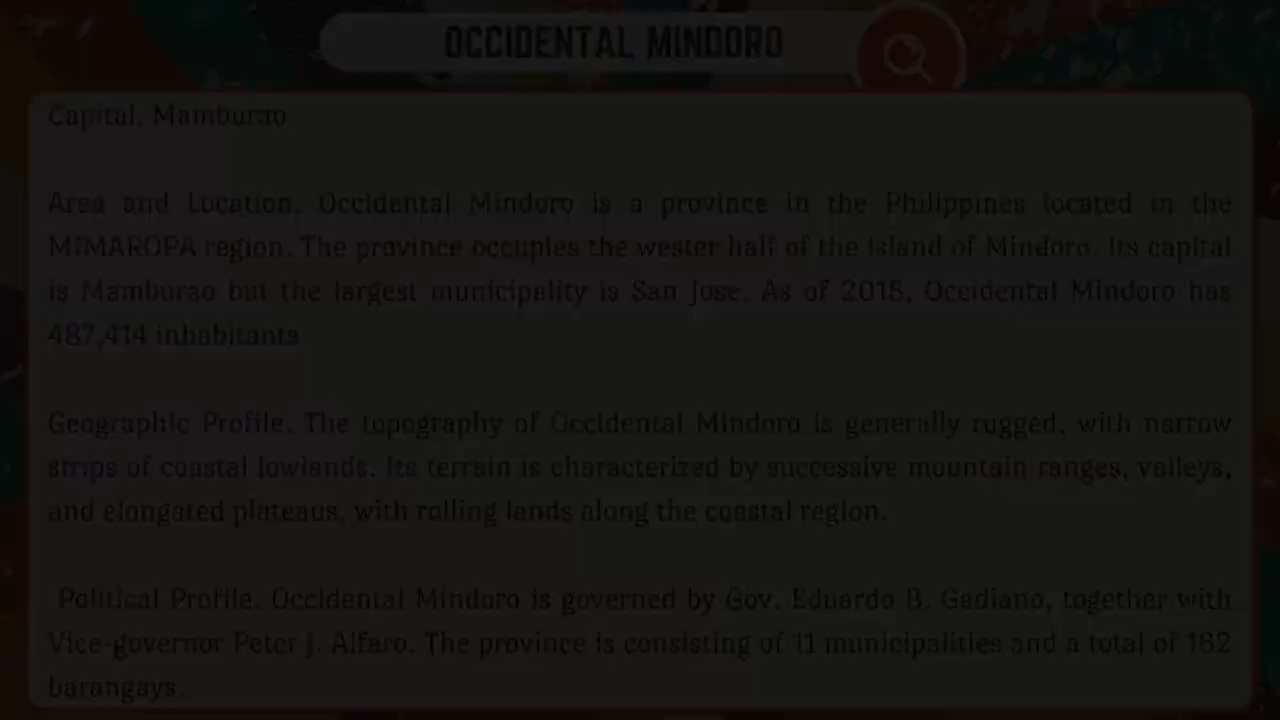 OCCIDENTAL MINDORO
Capital. Mamburao
Area and Location. Occidental Mindoro is a province in the Philippines located in the
MIMAROPA region. The province occupies the wester half of the island of Mindoro. Its capital
is Mamburao but the largest municipality is San Jose. As of 2015, Occidental Mindoro has
487,414 inhabitants
Geographic Profile. The topography of Occidental Mindoro is generally rugged, with narrow
strips of coastal lowlands. Its terrain is characterized by successive mountain ranges, valleys,
and elongated plateaus, with rolling lands along the coastal region.
Political Profile. Occidental Mindoro is governed by Gov. Eduardo B. Gadiano, together with
Vice-governor Peter J. Alfaro. The province is consisting of 11 municipalities and a total of 162
barangays.